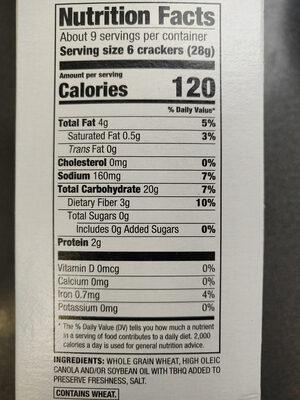 Nutrition Facts
About 9 servings per container
Serving size 6 crackers (28g)
Amount per serving
Calories 120
% Daily Value*
Total Fat 4g 5%
Saturated Fat 0.5g 3%
Trans Fat 0g
Cholesterol 0mg 0%
Sodium 160mg 7%
Total Carbohydrate 20g 7%
Dietary Fiber 3g 10%
Total Sugars 0g
Includes 0g Added Sugars 0%
Protein 2g
Vitamin D 0mcg 0%
Calcium 0mg 0%
Iron 0.7mg 4%
Potassium 0mg 0%
* The % Daily Value (DV) tells you how much a nutrient
in a serving of food contributes to a daily diet. 2,000
calories a day is used for general nutrition advice.
INGREDIENTS: WHOLE GRAIN WHEAT, HIGH OLEIC
CANOLA AND/OR SOYBEAN OIL WITH TBHQ ADDED TO
PRESERVE FRESHNESS, SALT.
CONTAINS WHEAT.